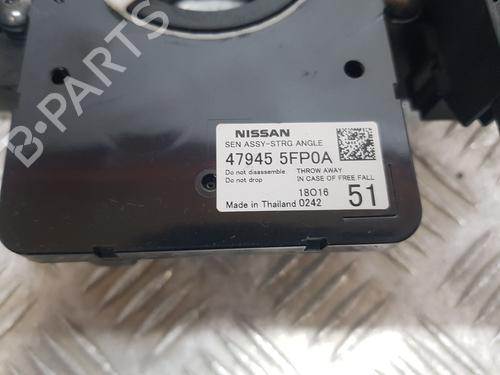 B-PARTS
NISSAN
SEN ASSY-STRG ANGLE
47945 5FP0A
Do not disassemble THROW AWAY
Do not drop IN CASE OF FREE FALL
18O16
Made in Thailand 0242 51